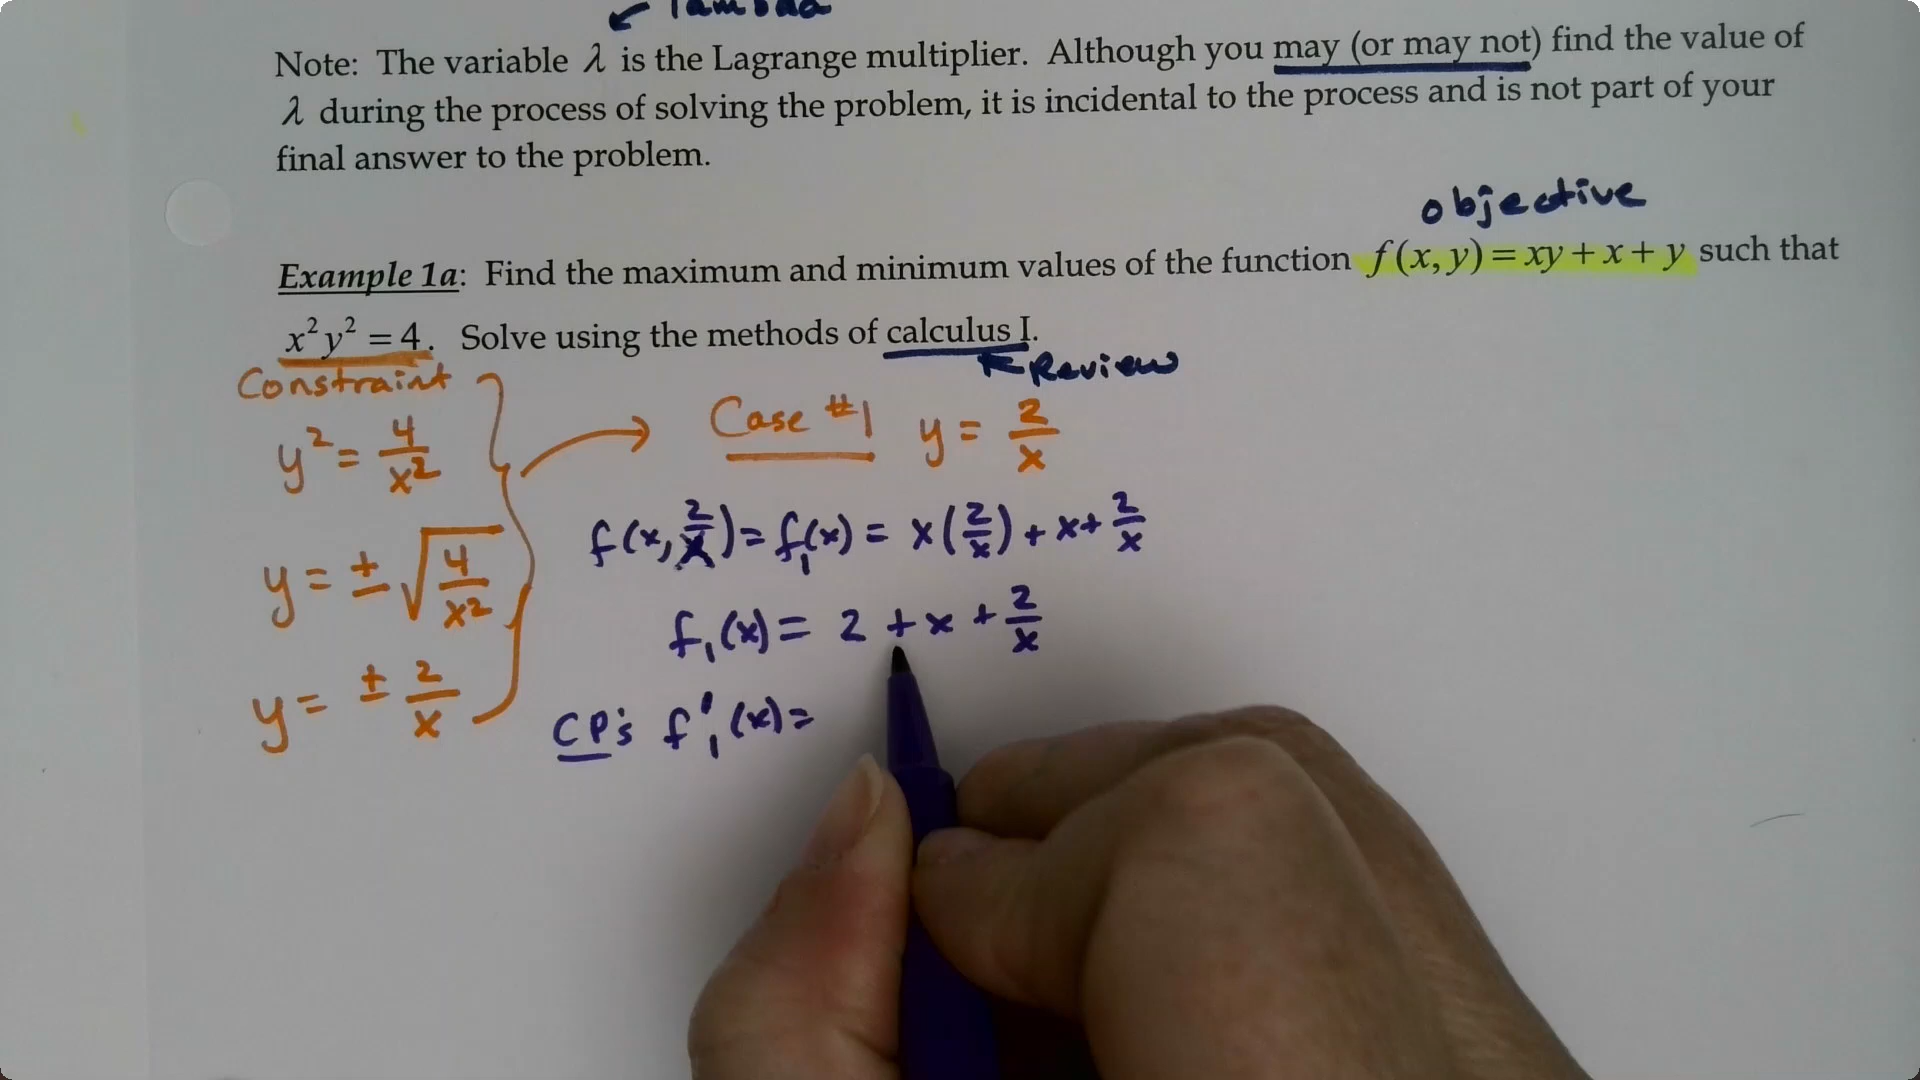 lambda
Note: The variable λ is the Lagrange multiplier. Although you may (or may not) find the value of
λ during the process of solving the problem, it is incidental to the process and is not part of your
final answer to the problem.
objective
Example 1a: Find the maximum and minimum values of the function f(x, y) = xy + x + y such that
x²y² = 4. Solve using the methods of calculus I.
Review
Constraint
y² = 4/x²
y = ± √(4/x²)
y = ± 2/x
Case #1 y = 2/x
f(x, 2/x) = f₁(x) = x(2/x) + x + 2/x
f₁(x) = 2 + x + 2/x
CP's f₁'(x) =